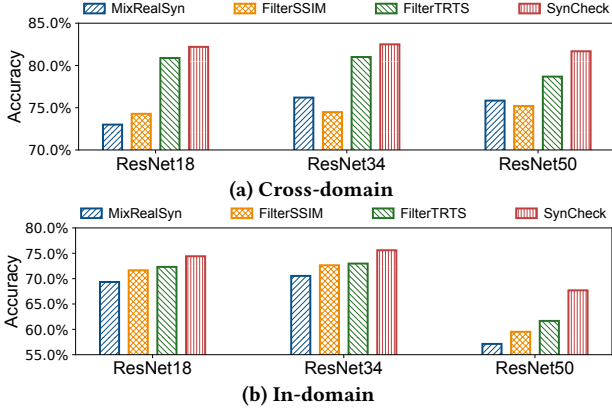 MixRealSyn FilterSSIM FilterTRTS SynCheck
85.0%
80.0%
75.0%
70.0%
Accuracy
ResNet18 ResNet34 ResNet50
(a) Cross-domain
MixRealSyn FilterSSIM FilterTRTS SynCheck
80.0%
75.0%
70.0%
65.0%
60.0%
55.0%
Accuracy
ResNet18 ResNet34 ResNet50
(b) In-domain